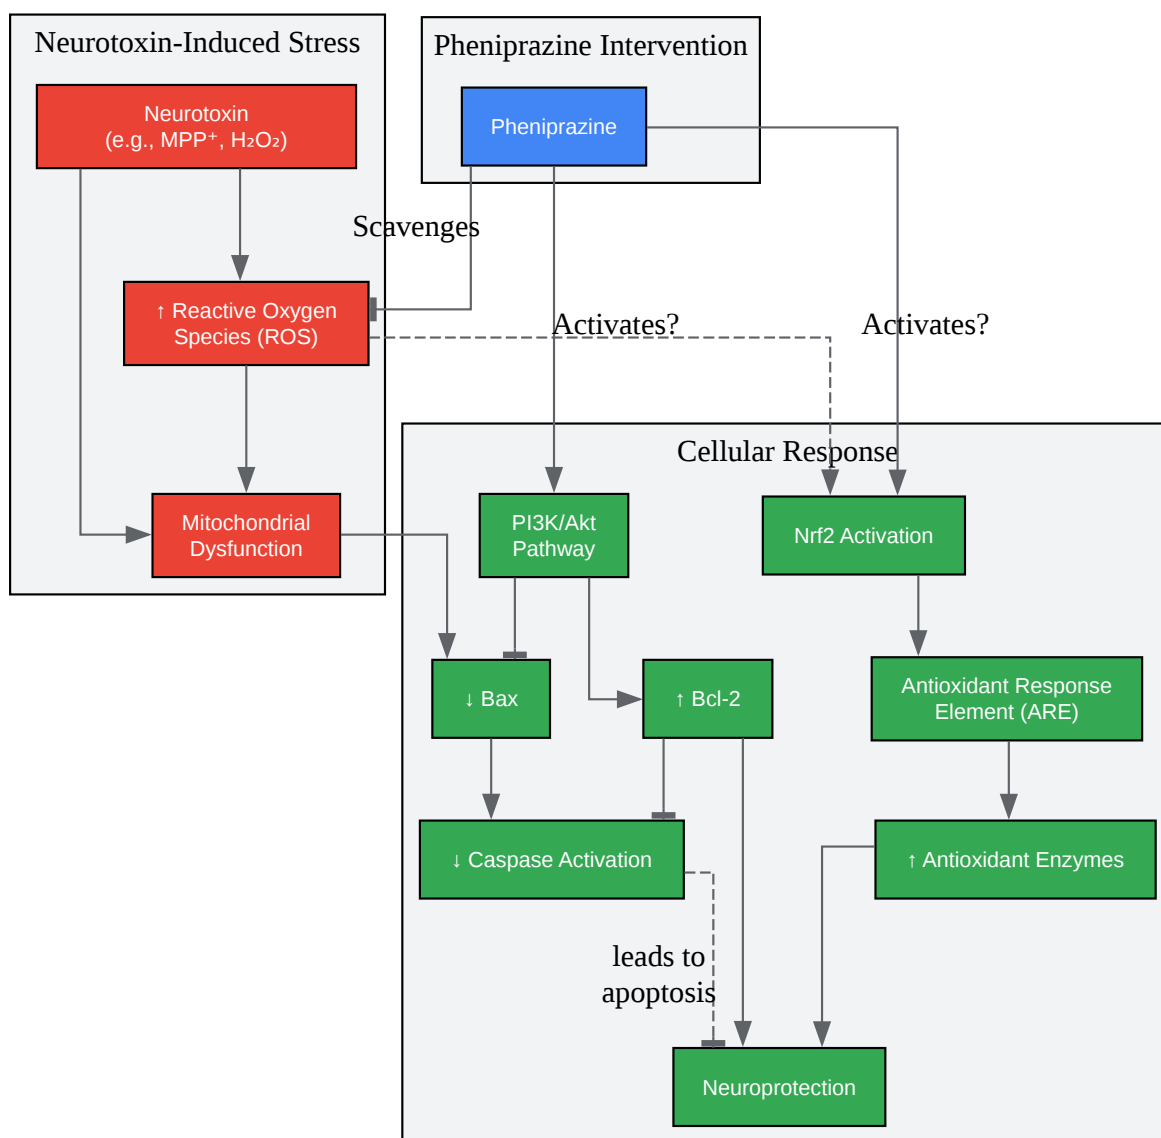 Neurotoxin-Induced Stress
Pheniprazine Intervention
Neurotoxin
(e.g., MPP⁺, H₂O₂)
Pheniprazine
Scavenges
↑ Reactive Oxygen
Species (ROS)
Activates?
Activates?
Cellular Response
Mitochondrial
Dysfunction
PI3K/Akt
Pathway
Nrf2 Activation
↓ Bax
↑ Bcl-2
Antioxidant Response
Element (ARE)
↓ Caspase Activation
↑ Antioxidant Enzymes
leads to
apoptosis
Neuroprotection